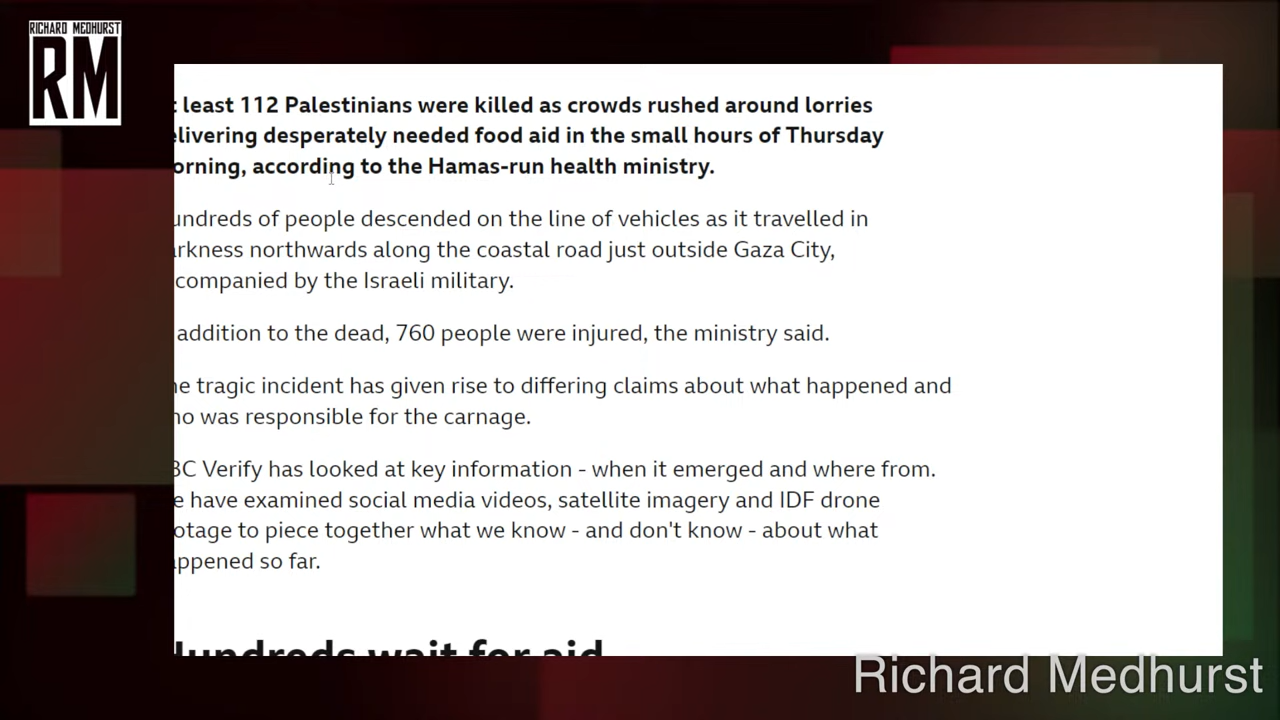 RICHARD MEDHURST
RM
t least 112 Palestinians were killed as crowds rushed around lorries
elivering desperately needed food aid in the small hours of Thursday
orning, according to the Hamas-run health ministry.
undreds of people descended on the line of vehicles as it travelled in
arkness northwards along the coastal road just outside Gaza City,
companied by the Israeli military.
addition to the dead, 760 people were injured, the ministry said.
he tragic incident has given rise to differing claims about what happened and
ho was responsible for the carnage.
BC Verify has looked at key information - when it emerged and where from.
e have examined social media videos, satellite imagery and IDF drone
otage to piece together what we know - and don't know - about what
appened so far.
Hundreds wait for aid
Richard Medhurst